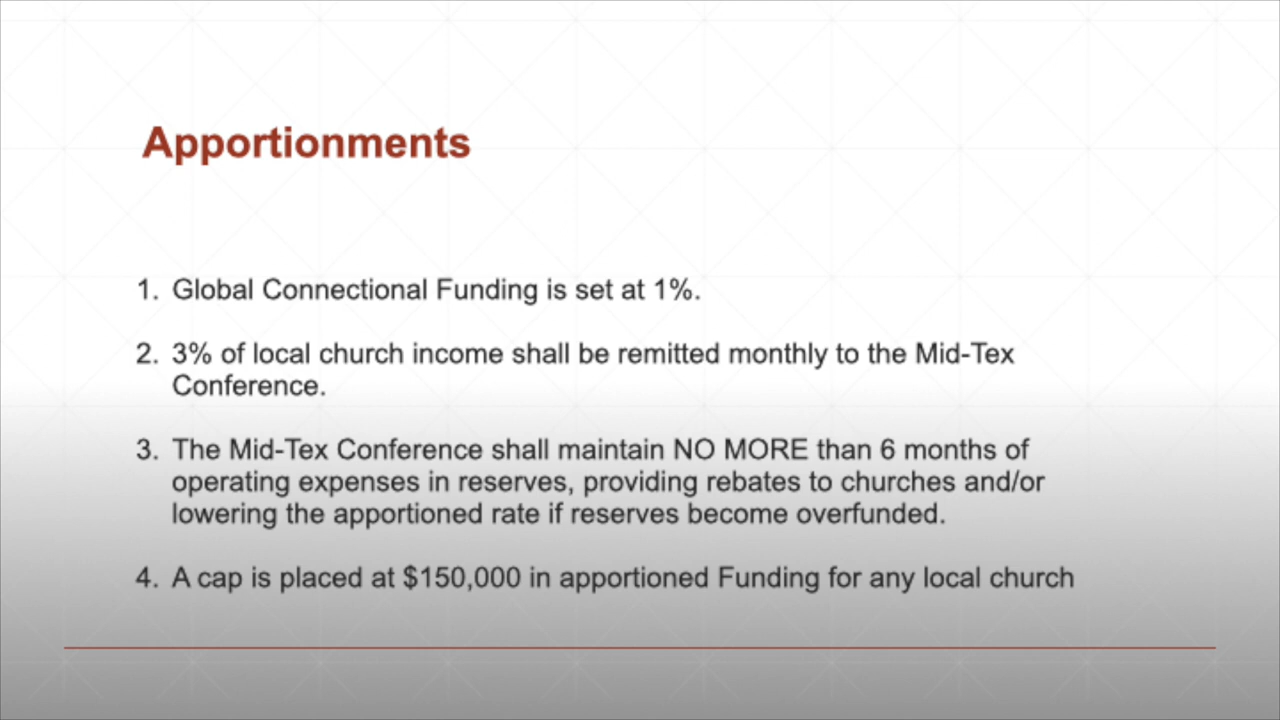 Apportionments
1. Global Connectional Funding is set at 1%.
2. 3% of local church income shall be remitted monthly to the Mid-Tex
Conference.
3. The Mid-Tex Conference shall maintain NO MORE than 6 months of
operating expenses in reserves, providing rebates to churches and/or
lowering the apportioned rate if reserves become overfunded.
4. A cap is placed at $150,000 in apportioned Funding for any local church